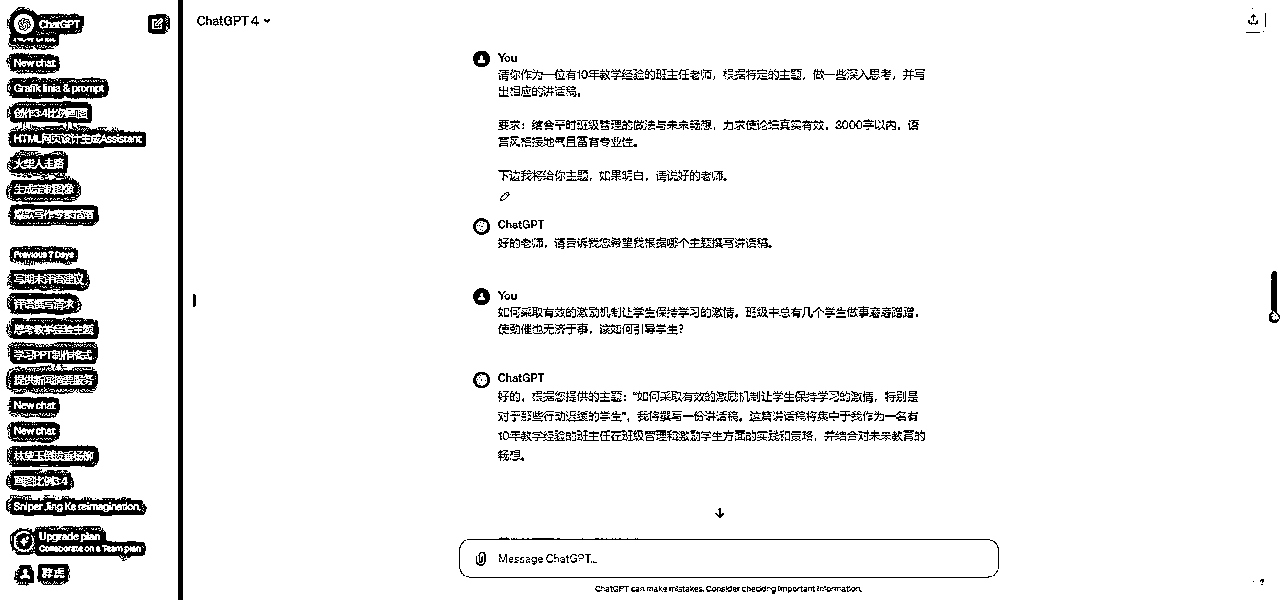 ChatGPT
New chat
Grafik linia & prompt
创作3:4比例画图
HTML网页设计生成Assistant
火柴人走路
生成定制图像
爆款写作专家指南
Previous 7 Days
写期末评语建议
评语撰写请求
思考教学经验主题
学习PPT制作格式
提供新闻摘要服务
New chat
New chat
林黛玉倒拔垂杨柳
画图比例3:4
Sniper Jing Ke reimagination.
Upgrade plan
Collaborate on a Team plan
ChatGPT 4
You
请你作为一位有10年教学经验的班主任老师，根据特定的主题，做一些深入思考，并写
出相应的讲话稿。
要求：结合平时班级管理的做法与未来畅想，力求使论坛真实有效，3000字以内，语
言风格接地气且富有专业性。
下边我将给你主题，如果明白，请说好的老师。
ChatGPT
好的老师，请告诉我您希望我根据哪个主题撰写讲话稿。
You
如何采取有效的激励机制让学生保持学习的激情。班级中总有几个学生做事磨磨蹭蹭，
使劲催也无济于事，该如何引导学生？
ChatGPT
好的，根据您提供的主题：“如何采取有效的激励机制让学生保持学习的激情，特别是
对于那些行动迟缓的学生”，我将撰写一份讲话稿。这篇讲话稿将集中于我作为一名有
10年教学经验的班主任在班级管理和激励学生方面的实践和策略，并结合对未来教育的
畅想。
Message ChatGPT...
ChatGPT can make mistakes. Consider checking important information.
?